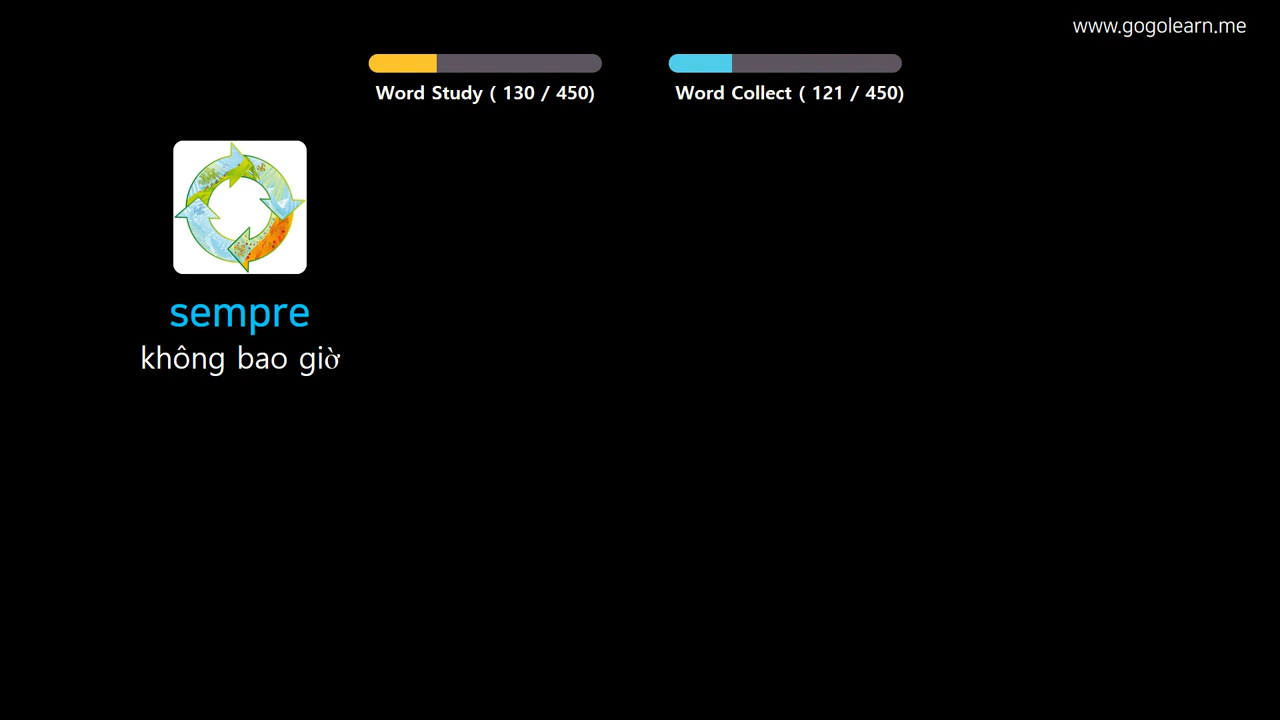 www.gogolearn.me
Word Study ( 130 / 450)
Word Collect ( 121 / 450)
sempre
không bao giờ